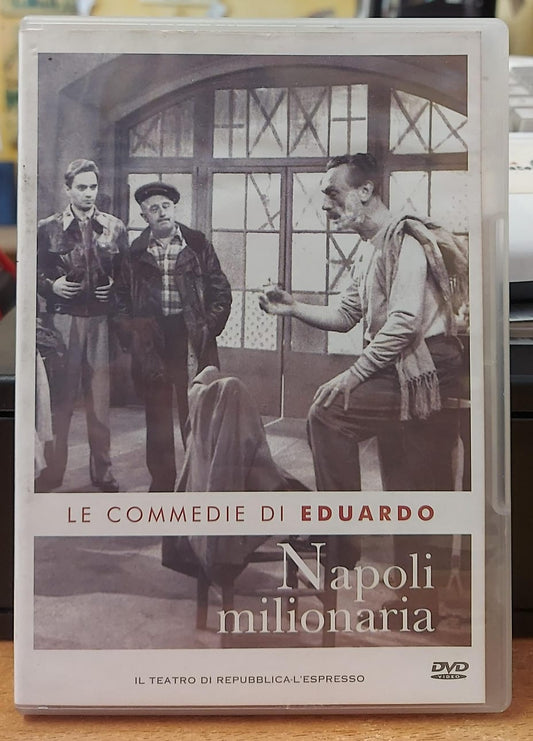 LE COMMEDIE DI EDUARDO
Napoli
milionaria
IL TEATRO DI REPUBBLICA-L'ESPRESSO
DVD
VIDEO